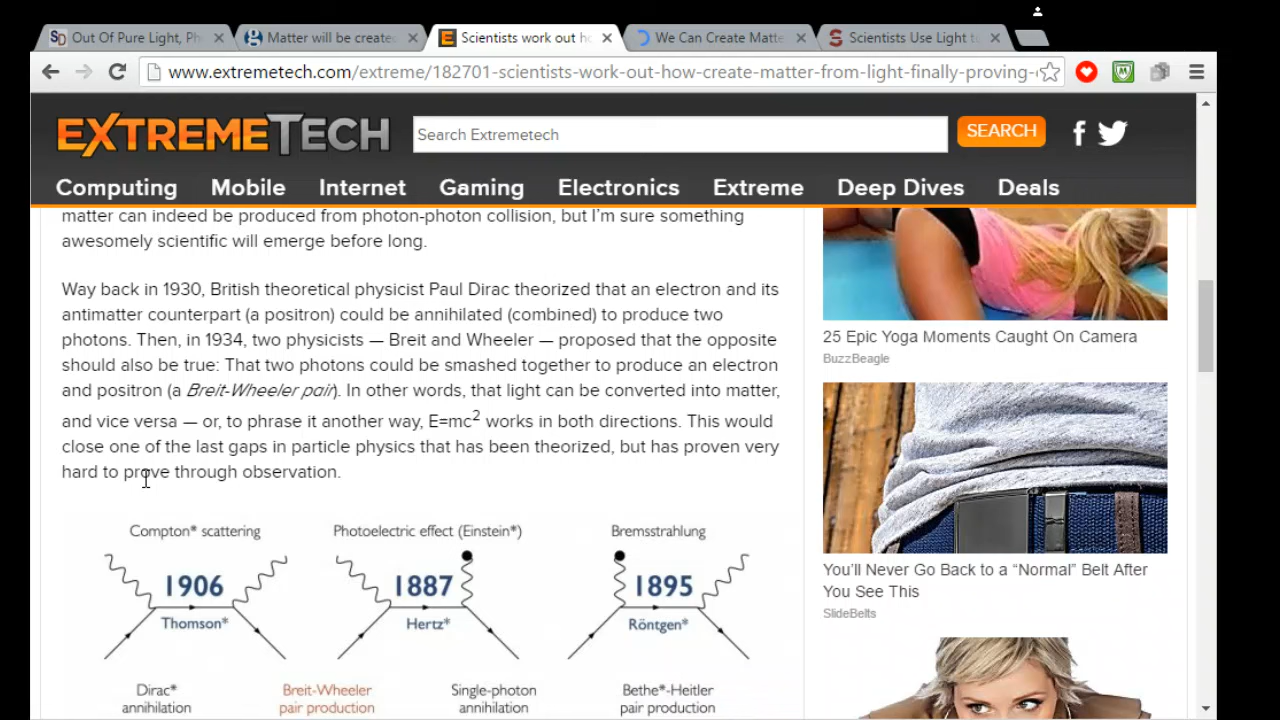 Out Of Pure Light, Ph
Matter will be create
Scientists work out h
We Can Create Matte
Scientists Use Light t
www.extremetech.com/extreme/182701-scientists-work-out-how-create-matter-from-light-finally-proving-
EXTREMETECH
Search Extremetech
SEARCH
Computing Mobile Internet Gaming Electronics Extreme Deep Dives Deals
matter can indeed be produced from photon-photon collision, but I'm sure something
awesomely scientific will emerge before long.
Way back in 1930, British theoretical physicist Paul Dirac theorized that an electron and its
antimatter counterpart (a positron) could be annihilated (combined) to produce two
photons. Then, in 1934, two physicists — Breit and Wheeler — proposed that the opposite
should also be true: That two photons could be smashed together to produce an electron
and positron (a Breit-Wheeler pair). In other words, that light can be converted into matter,
and vice versa — or, to phrase it another way, E=mc2 works in both directions. This would
close one of the last gaps in particle physics that has been theorized, but has proven very
hard to prove through observation.
Compton* scattering
1906
Thomson*
Photoelectric effect (Einstein*)
1887
Hertz*
Bremsstrahlung
1895
Röntgen*
Dirac*
annihilation
Breit-Wheeler
pair production
Single-photon
annihilation
Bethe*-Heitler
pair production
25 Epic Yoga Moments Caught On Camera
BuzzBeagle
You'll Never Go Back to a “Normal” Belt After
You See This
SlideBelts